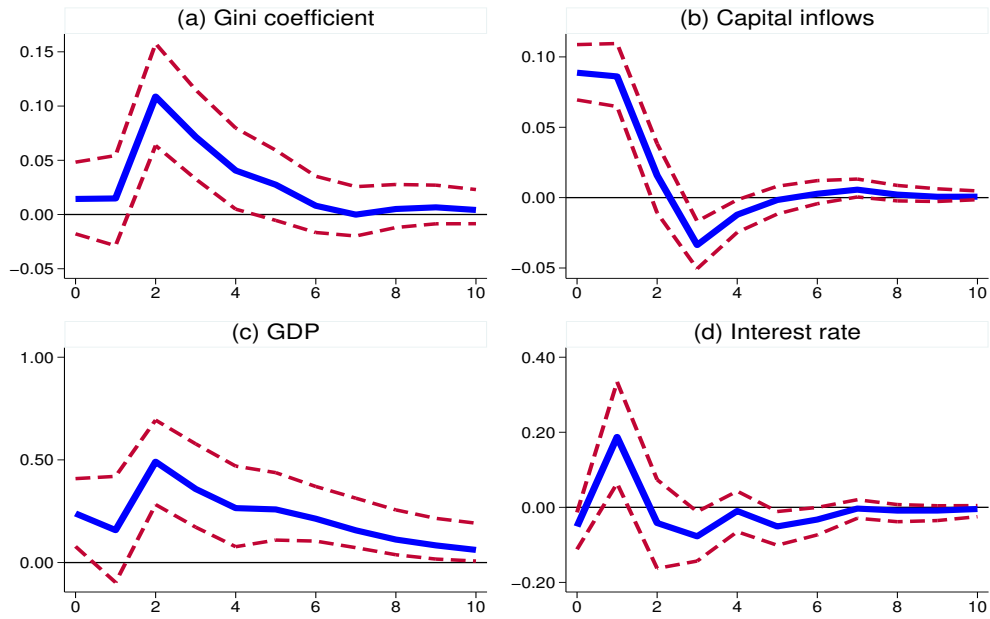 (a) Gini coefficient
0.15
0.10
0.05
0.00
−0.05
0 2 4 6 8 10
(b) Capital inflows
0.10
0.05
0.00
−0.05
0 2 4 6 8 10
(c) GDP
1.00
0.50
0.00
0 2 4 6 8 10
(d) Interest rate
0.40
0.20
0.00
−0.20
0 2 4 6 8 10